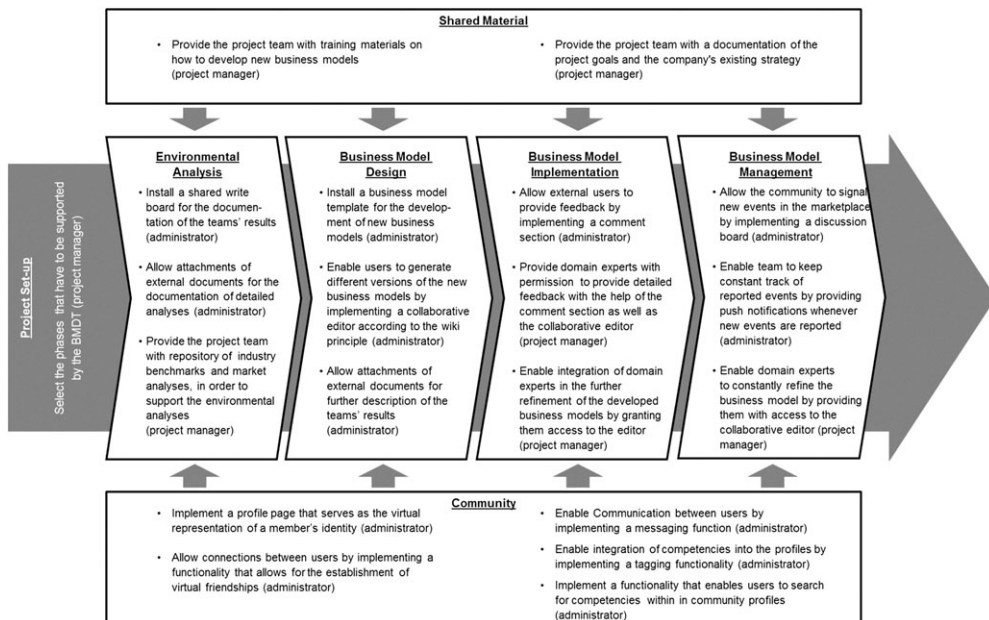 Shared Material
• Provide the project team with training materials on
how to develop new business models
(project manager)
• Provide the project team with a documentation of the
project goals and the company's existing strategy
(project manager)
Project Set-up
Select the phases that have to be supported
by the BMDT (project manager)
Environmental
Analysis
• Install a shared write
board for the documen-
tation of the teams' results
(administrator)
• Allow attachments of
external documents for the
documentation of detailed
analyses (administrator)
• Provide the project team
with repository of industry
benchmarks and market
analyses, in order to
support the environmental
analyses
(project manager)
Business Model
Design
• Install a business model
template for the develop-
ment of new business
models (administrator)
• Enable users to generate
different versions of the new
business models by
implementing a collaborative
editor according to the wiki
principle (administrator)
• Allow attachments of
external documents for
further description of the
teams' results
(administrator)
Business Model
Implementation
• Allow external users to
provide feedback by
implementing a comment
section (administrator)
• Provide domain experts with
permission to provide detailed
feedback with the help of the
comment section as well as
the collaborative editor
(project manager)
• Enable integration of domain
experts in the further
refinement of the developed
business models by granting
them access to the editor
(project manager)
Business Model
Management
• Allow the community to signal
new events in the marketplace
by implementing a discussion
board (administrator)
• Enable team to keep
constant track of
reported events by providing
push notifications whenever
new events are reported
(administrator)
• Enable domain experts
to constantly refine the
business model by providing
them with access to the
collaborative editor (project
manager)
Community
• Implement a profile page that serves as the virtual
representation of a member's identity (administrator)
• Allow connections between users by implementing a
functionality that allows for the establishment of
virtual friendships (administrator)
• Enable Communication between users by
implementing a messaging function (administrator)
• Enable integration of competencies into the profiles by
implementing a tagging functionality (administrator)
• Implement a functionality that enables users to search
for competencies within in community profiles
(administrator)